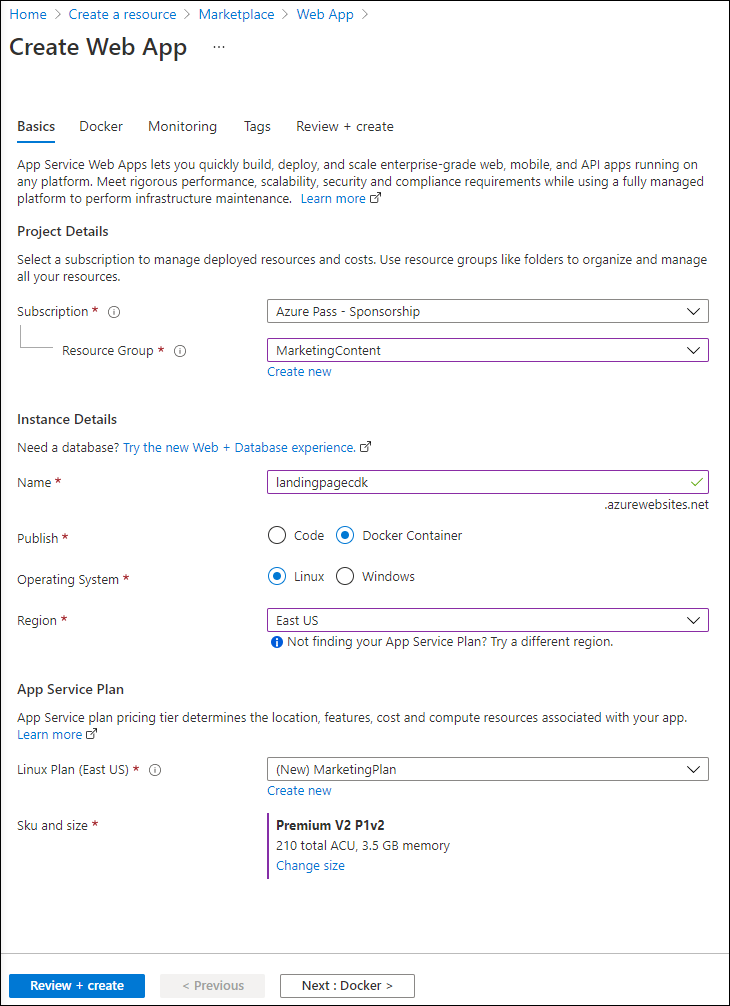 Home > Create a resource > Marketplace > Web App >
Create Web App ...
Basics Docker Monitoring Tags Review + create
App Service Web Apps lets you quickly build, deploy, and scale enterprise-grade web, mobile, and API apps running on
any platform. Meet rigorous performance, scalability, security and compliance requirements while using a fully managed
platform to perform infrastructure maintenance. Learn more
Project Details
Select a subscription to manage deployed resources and costs. Use resource groups like folders to organize and manage
all your resources.
Subscription * Azure Pass - Sponsorship
Resource Group * MarketingContent
Create new
Instance Details
Need a database? Try the new Web + Database experience.
Name * landingpagecdk
.azurewebsites.net
Publish * Code Docker Container
Operating System * Linux Windows
Region * East US
Not finding your App Service Plan? Try a different region.
App Service Plan
App Service plan pricing tier determines the location, features, cost and compute resources associated with your app.
Learn more
Linux Plan (East US) * (New) MarketingPlan
Create new
Sku and size * Premium V2 P1v2
210 total ACU, 3.5 GB memory
Change size
Review + create < Previous Next : Docker >